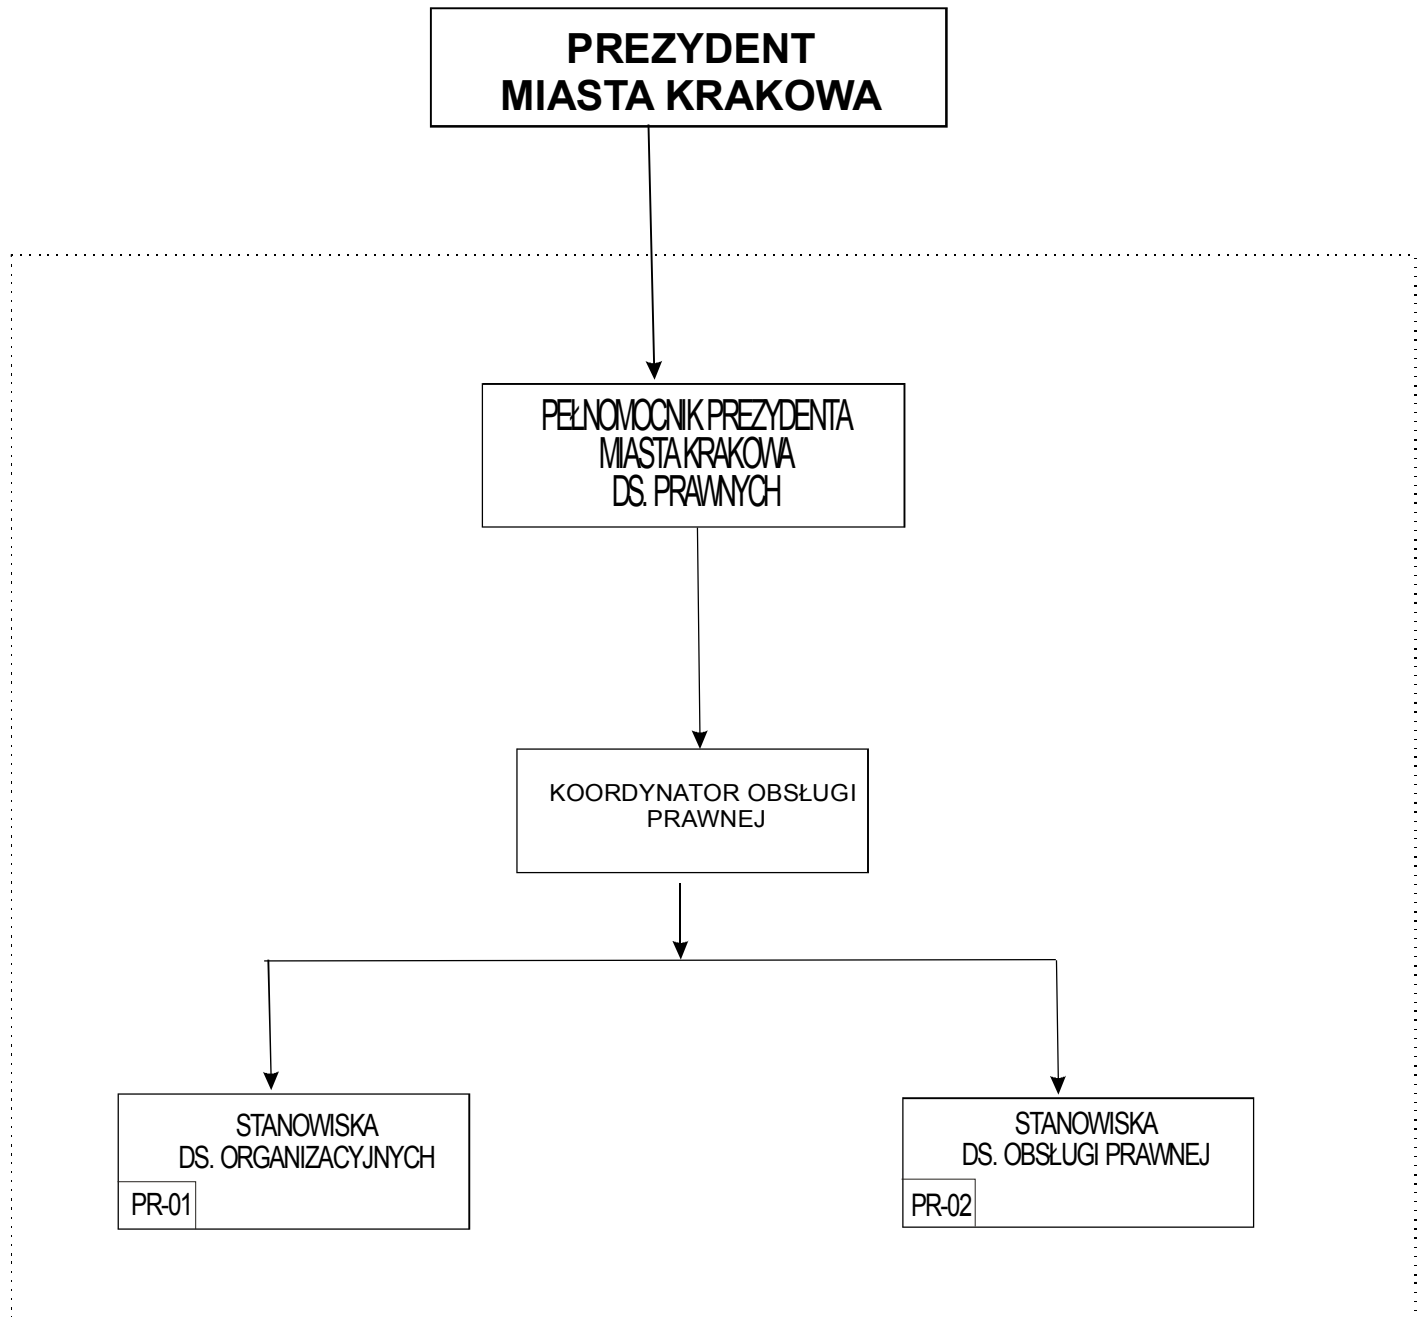 PREZYDENT
MIASTA KRAKOWA
PEŁNOMOCNIK PREZYDENTA
MIASTA KRAKOWA
DS. PRAWNYCH
KOORDYNATOR OBSŁUGI
PRAWNEJ
STANOWISKA
DS. ORGANIZACYJNYCH
PR-01
STANOWISKA
DS. OBSŁUGI PRAWNEJ
PR-02